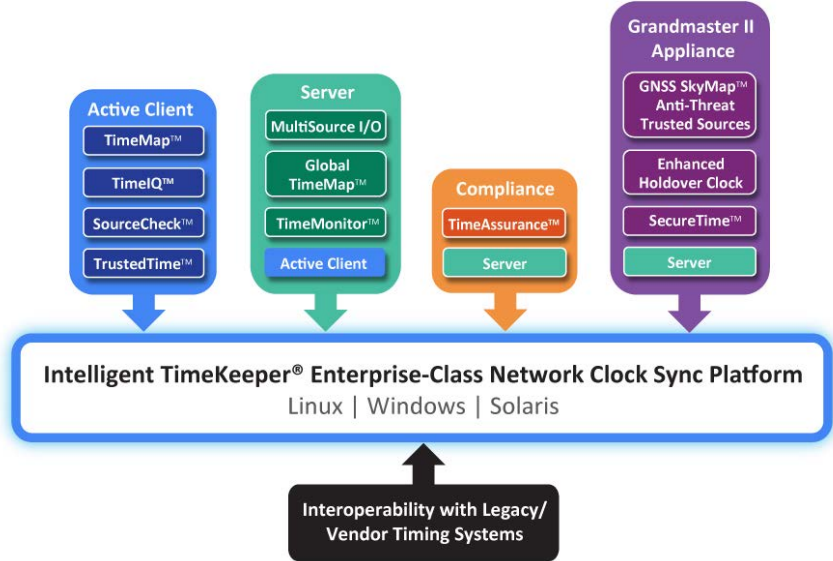 Active Client
TimeMap™
TimeIQ™
SourceCheck™
TrustedTime™
Server
MultiSource I/O
Global
TimeMap™
TimeMonitor™
Active Client
Compliance
TimeAssurance™
Server
Grandmaster II
Appliance
GNSS SkyMap™
Anti-Threat
Trusted Sources
Enhanced
Holdover Clock
SecureTime™
Server
Intelligent TimeKeeper® Enterprise-Class Network Clock Sync Platform
Linux | Windows | Solaris
Interoperability with Legacy/
Vendor Timing Systems